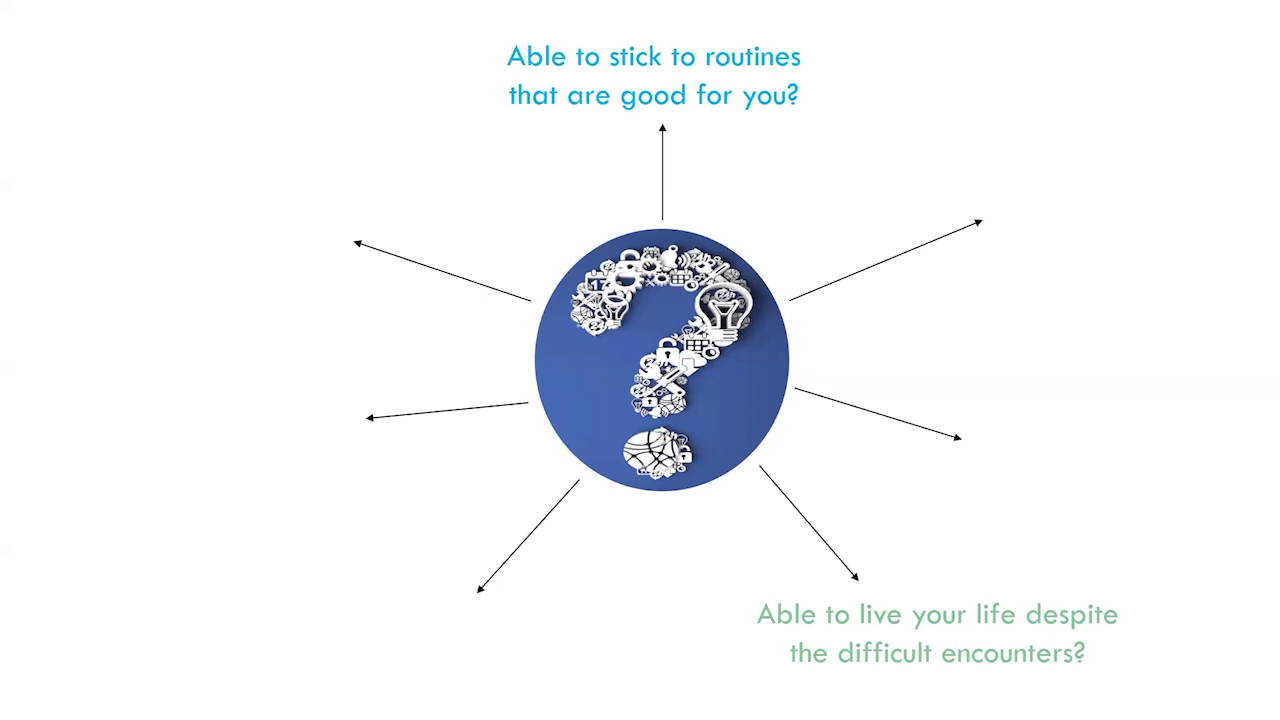 Able to stick to routines
that are good for you?
Able to live your life despite
the difficult encounters?